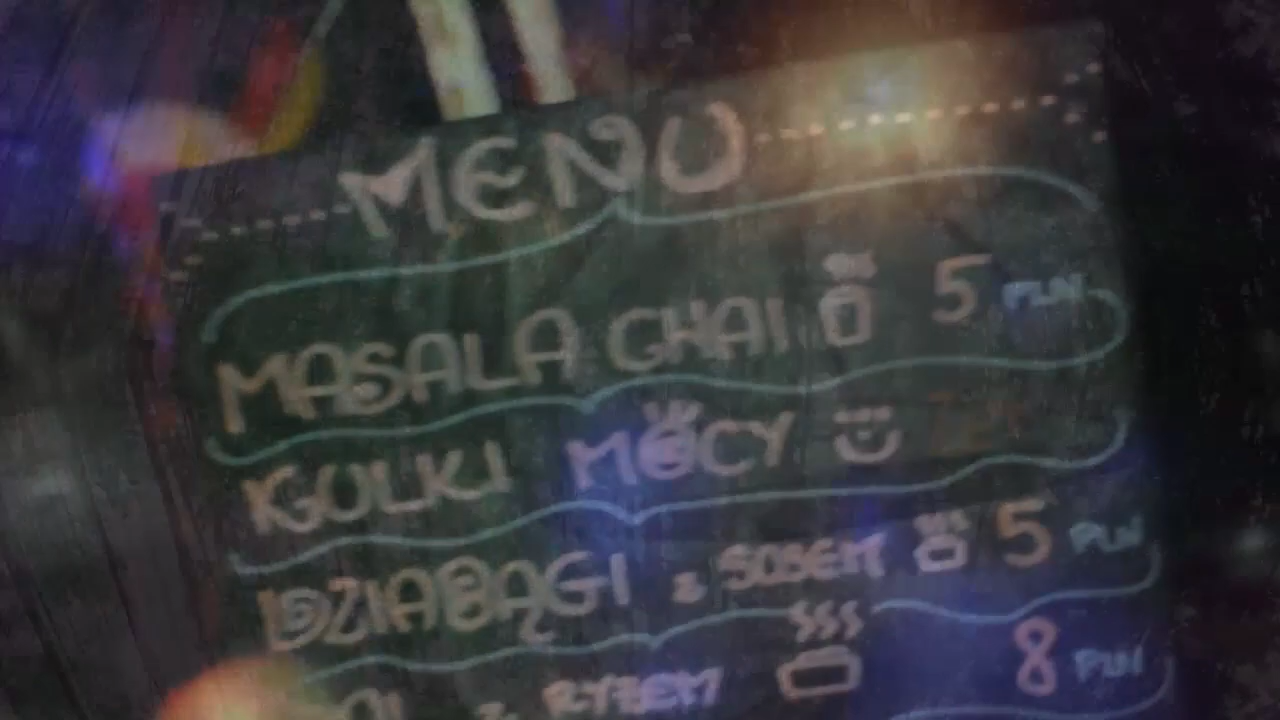 MENU
MASALA CHAI 5 PLN
KULKI MOCY
DZIABĄGI z SOSEM 5 PLN
z RYŻEM 8 PLN